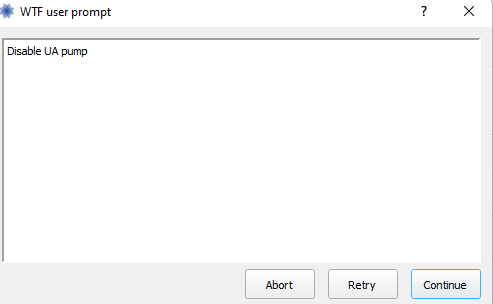 WTF user prompt
?
Disable UA pump
Abort Retry Continue